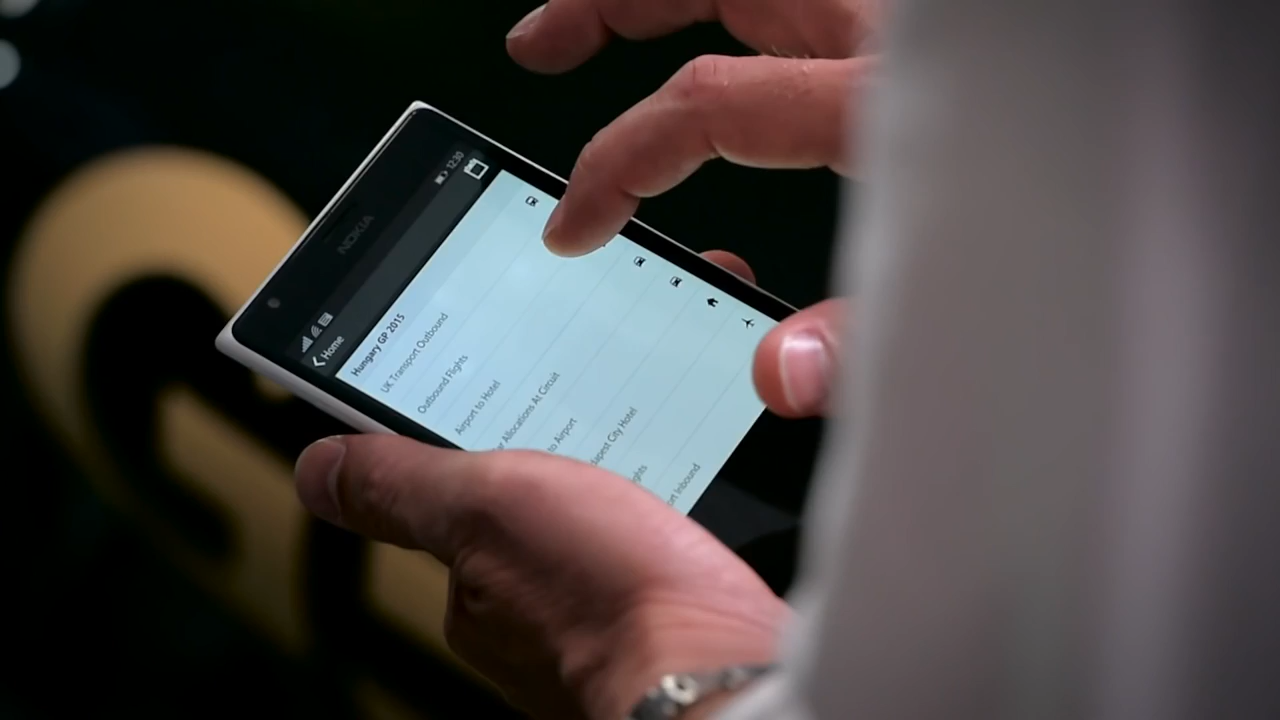 NOKIA
12:30
Home
Hungary GP 2015
UK Transport Outbound
Outbound Flights
Airport to Hotel
Allocations At Circuit
to Airport
City Hotel